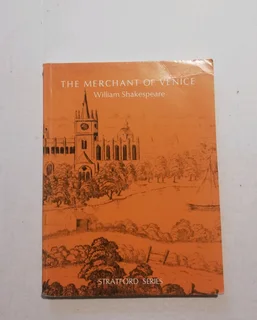 THE MERCHANT OF VENICE
William Shakespeare
STRATFORD SERIES